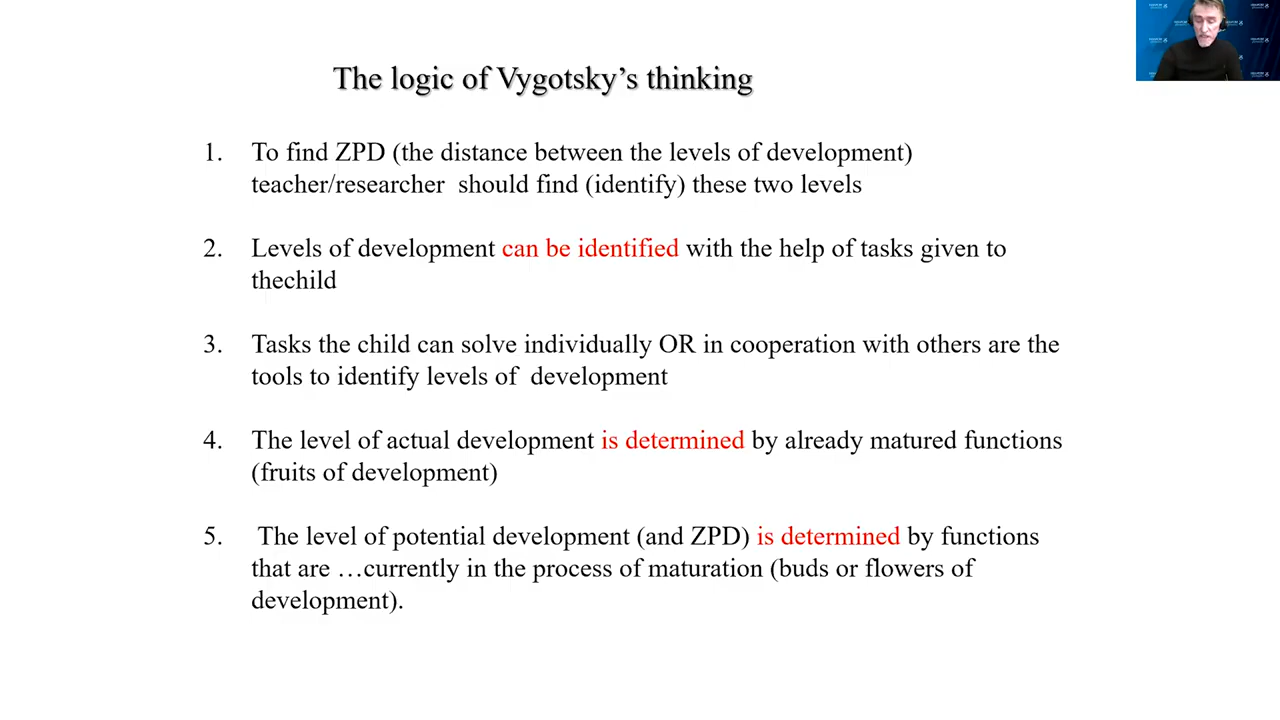 The logic of Vygotsky's thinking
1. To find ZPD (the distance between the levels of development)
teacher/researcher  should find (identify) these two levels
2. Levels of development can be identified with the help of tasks given to
thechild
3. Tasks the child can solve individually OR in cooperation with others are the
tools to identify levels of  development
4. The level of actual development is determined by already matured functions
(fruits of development)
5.  The level of potential development (and ZPD) is determined by functions
that are …currently in the process of maturation (buds or flowers of
development).